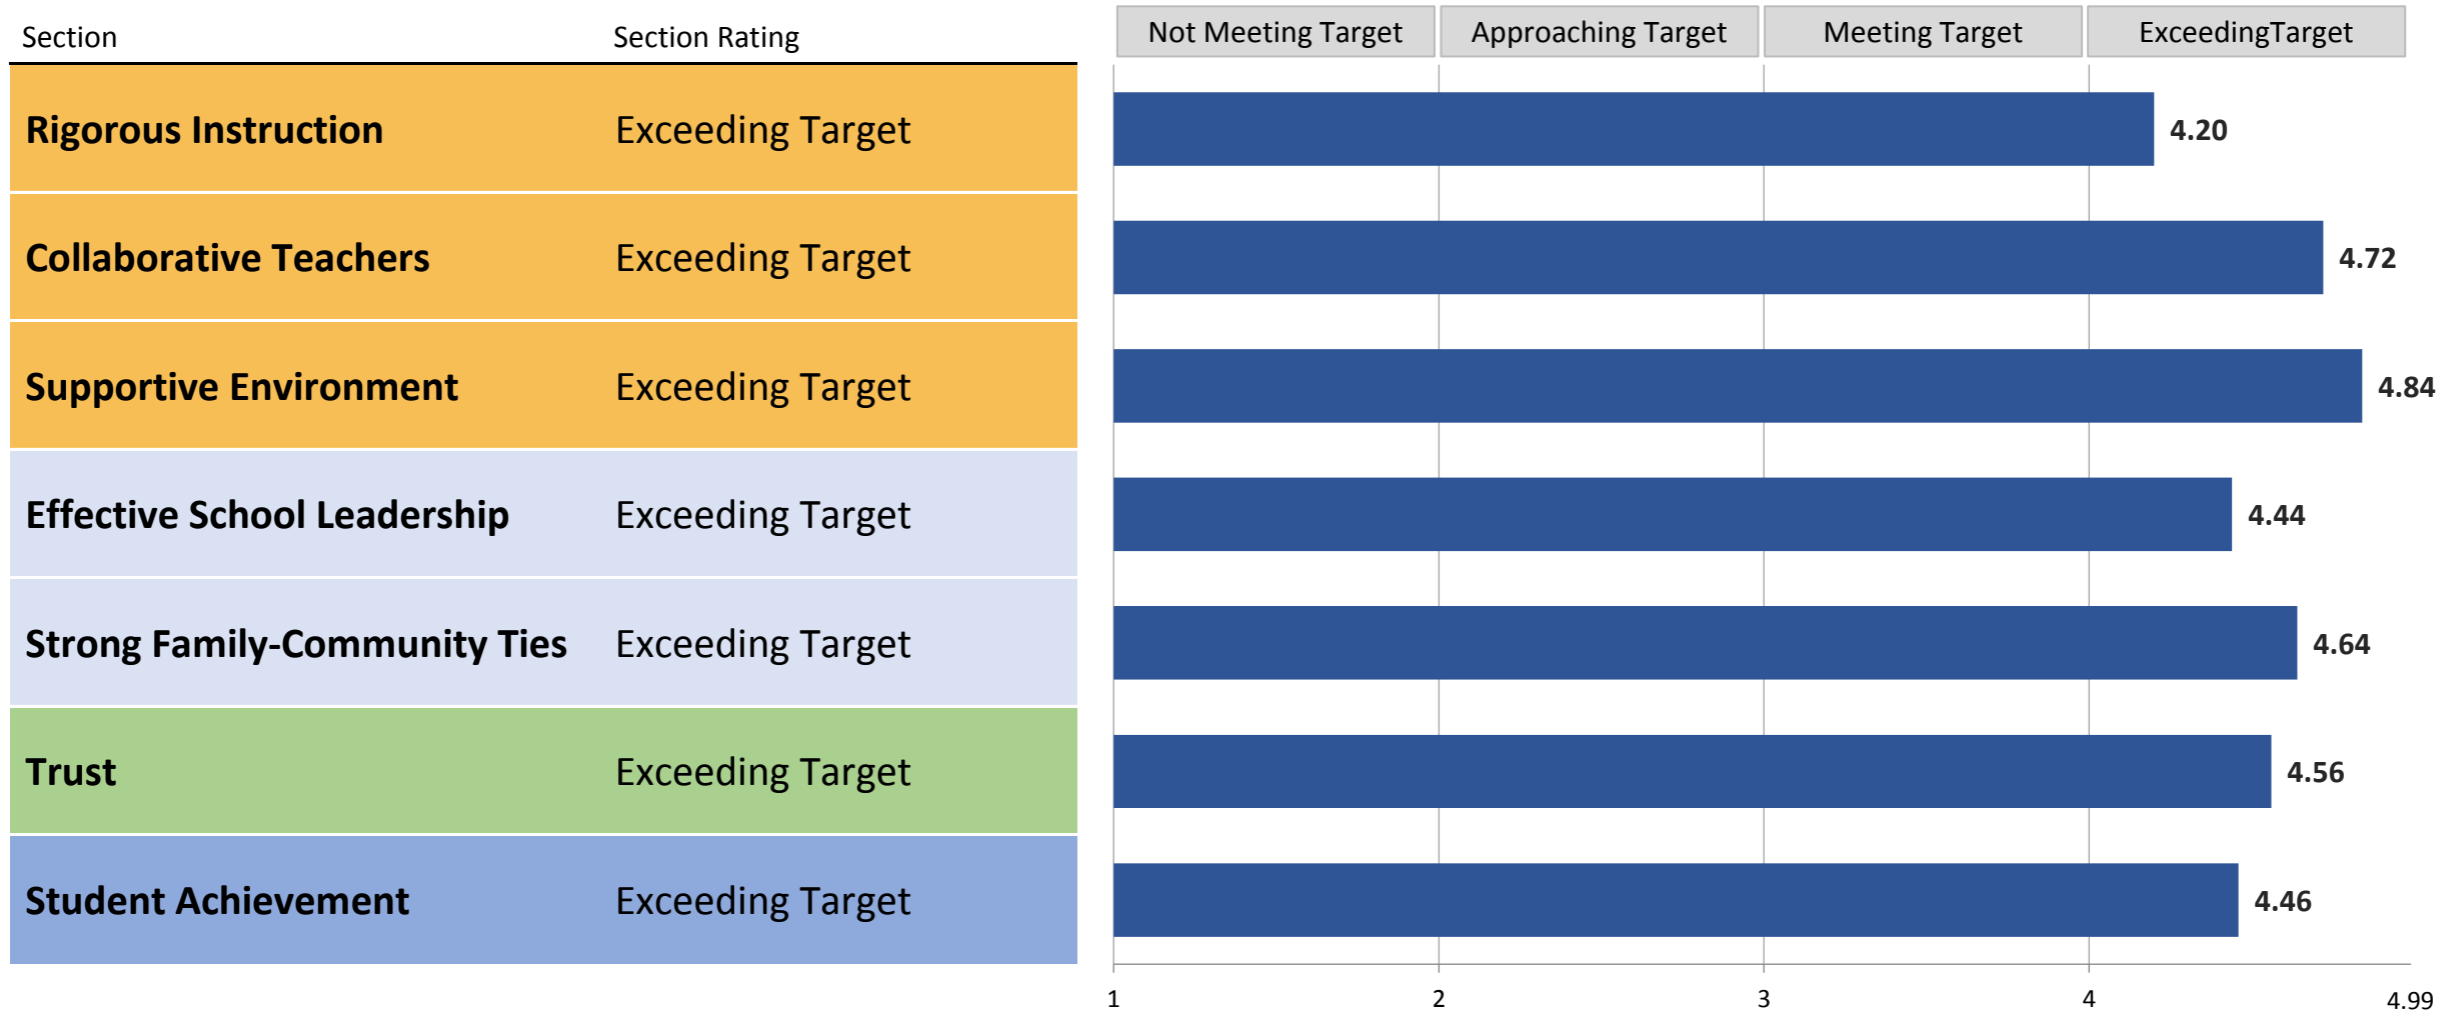 Section Section Rating Not Meeting Target Approaching Target Meeting Target ExceedingTarget
Rigorous Instruction Exceeding Target 4.20
Collaborative Teachers Exceeding Target 4.72
Supportive Environment Exceeding Target 4.84
Effective School Leadership Exceeding Target 4.44
Strong Family-Community Ties Exceeding Target 4.64
Trust Exceeding Target 4.56
Student Achievement Exceeding Target 4.46
1 2 3 4 4.99